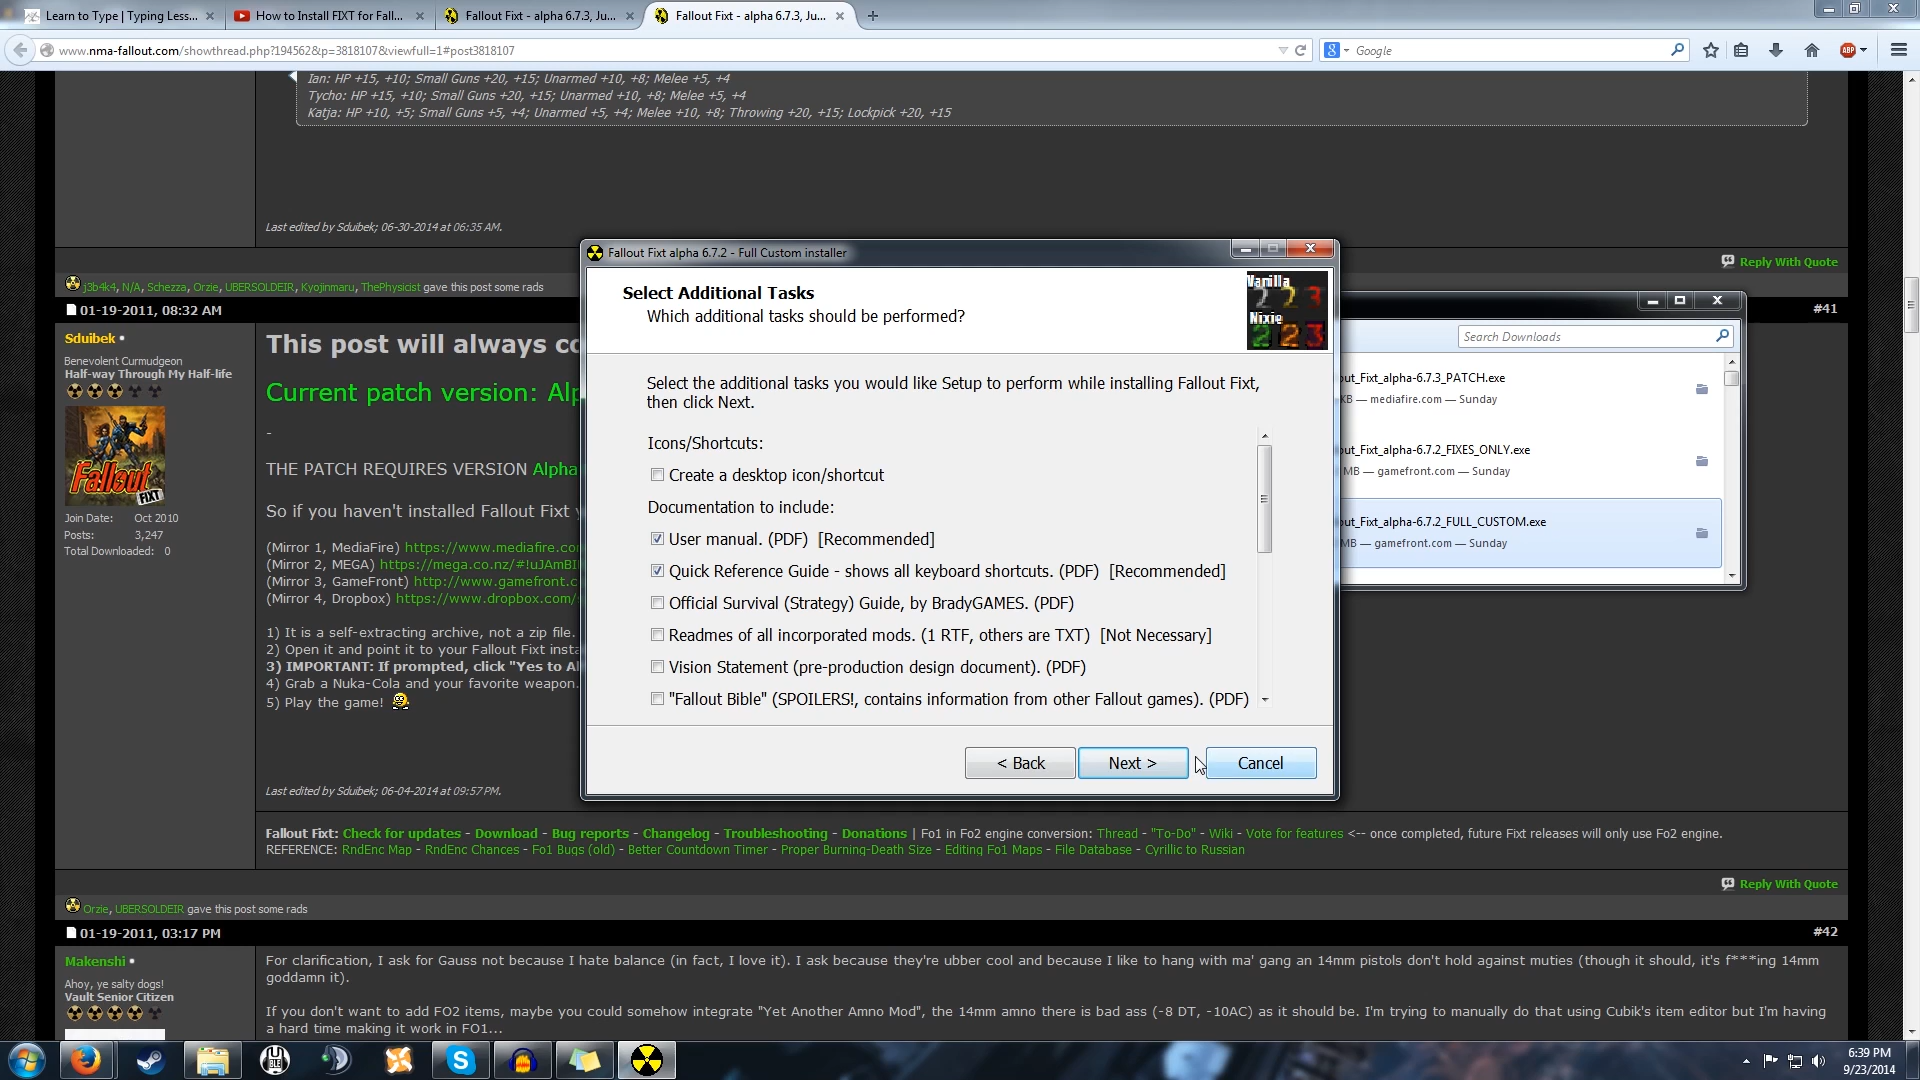 Learn to Type | Typing Less...
How to Install FIXT for Fall...
Fallout Fixt - alpha 6.7.3, Ju...
Fallout Fixt - alpha 6.7.3, Ju...
www.nma-fallout.com/showthread.php?194562&p=3818107&viewfull=1#post3818107
Google
ABP
Ian: HP +15, +10; Small Guns +20, +15; Unarmed +10, +8; Melee +5, +4
Tycho: HP +15, +10; Small Guns +20, +15; Unarmed +10, +8; Melee +5, +4
Katja: HP +10, +5; Small Guns +5, +4; Unarmed +5, +4; Melee +10, +8; Throwing +20, +15; Lockpick +20, +15
Last edited by Sduibek; 06-30-2014 at 06:35 AM.
Reply With Quote
j3b4k4, N/A, Schezza, Orzie, UBERSOLDEIR, Kyojinmaru, ThePhysicist gave this post some rads
01-19-2011, 08:32 AM
#41
Sduibek
Benevolent Curmudgeon
Half-way Through My Half-life
Fallout
FIXT
Join Date: Oct 2010
Posts: 3,247
Total Downloaded: 0
This post will always co
Current patch version: Alp
-
THE PATCH REQUIRES VERSION Alpha
So if you haven't installed Fallout Fixt y
(Mirror 1, MediaFire) https://www.mediafire.co
(Mirror 2, MEGA) https://mega.co.nz/#!uJAmBI
(Mirror 3, GameFront) http://www.gamefront.c
(Mirror 4, Dropbox) https://www.dropbox.com/
1) It is a self-extracting archive, not a zip file.
2) Open it and point it to your Fallout Fixt insta
3) IMPORTANT: If prompted, click "Yes to Al
4) Grab a Nuka-Cola and your favorite weapon.
5) Play the game!
Last edited by Sduibek; 06-04-2014 at 09:57 PM.
Fallout Fixt alpha 6.7.2 - Full Custom installer
Select Additional Tasks
Which additional tasks should be performed?
Vanilla
2 2 3
Nixie
2 2 3
Select the additional tasks you would like Setup to perform while installing Fallout Fixt,
then click Next.
Icons/Shortcuts:
Create a desktop icon/shortcut
Documentation to include:
User manual. (PDF) [Recommended]
Quick Reference Guide - shows all keyboard shortcuts. (PDF) [Recommended]
Official Survival (Strategy) Guide, by BradyGAMES. (PDF)
Readmes of all incorporated mods. (1 RTF, others are TXT) [Not Necessary]
Vision Statement (pre-production design document). (PDF)
"Fallout Bible" (SPOILERS!, contains information from other Fallout games). (PDF)
< Back
Next >
Cancel
Search Downloads
out_Fixt_alpha-6.7.3_PATCH.exe
KB — mediafire.com — Sunday
out_Fixt_alpha-6.7.2_FIXES_ONLY.exe
MB — gamefront.com — Sunday
out_Fixt_alpha-6.7.2_FULL_CUSTOM.exe
MB — gamefront.com — Sunday
Fallout Fixt: Check for updates - Download - Bug reports - Changelog - Troubleshooting - Donations | Fo1 in Fo2 engine conversion: Thread - "To-Do" - Wiki - Vote for features <-- once completed, future Fixt releases will only use Fo2 engine.
REFERENCE: RndEnc Map - RndEnc Chances - Fo1 Bugs (old) - Better Countdown Timer - Proper Burning-Death Size - Editing Fo1 Maps - File Database - Cyrillic to Russian
Reply With Quote
Orzie, UBERSOLDEIR gave this post some rads
01-19-2011, 03:17 PM
#42
Makenshi
Ahoy, ye salty dogs!
Vault Senior Citizen
For clarification, I ask for Gauss not because I hate balance (in fact, I love it). I ask because they're ubber cool and because I like to hang with ma' gang an 14mm pistols don't hold against muties (though it should, it's f***ing 14mm
goddamn it).
If you don't want to add FO2 items, maybe you could somehow integrate "Yet Another Amno Mod", the 14mm amno there is bad ass (-8 DT, -10AC) as it should be. I'm trying to manually do that using Cubik's item editor but I'm having
a hard time making it work in FO1...
6:39 PM
9/23/2014